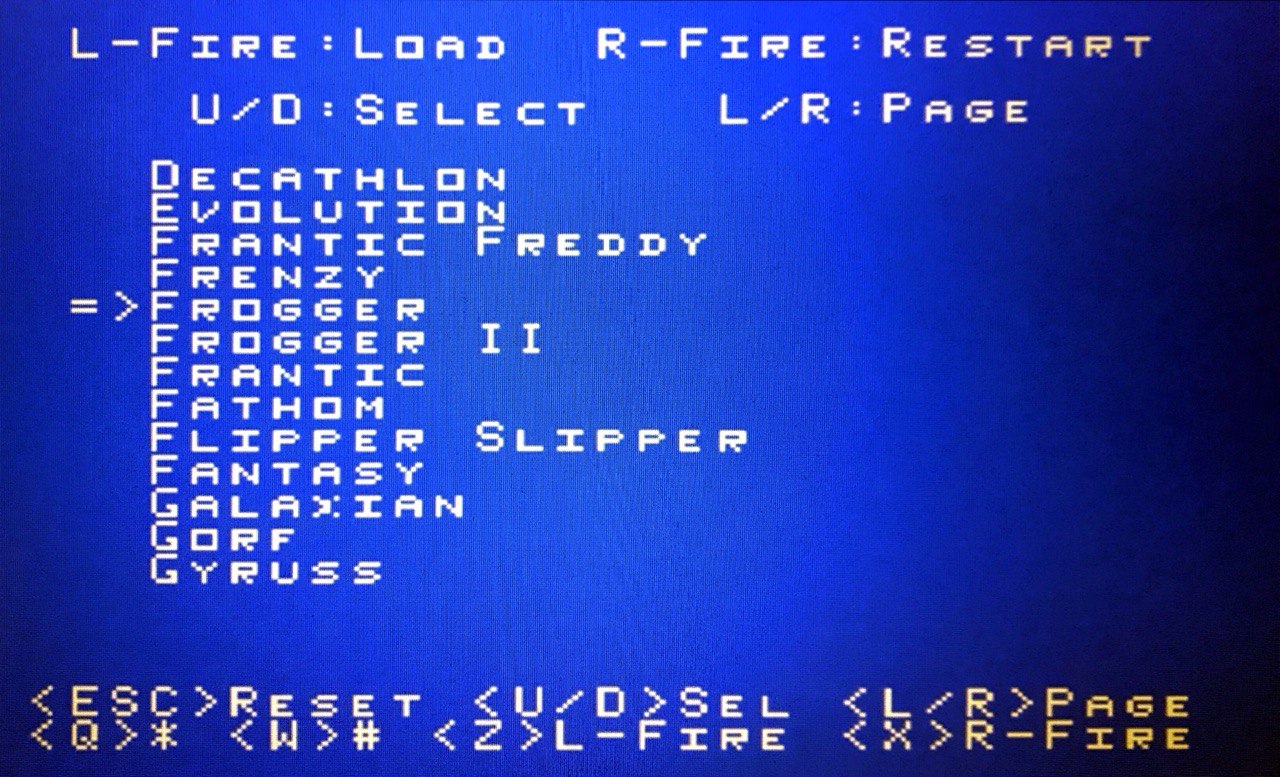 L-Fire:Load R-Fire:Restart
U/D:Select L/R:Page
Decathlon
Evolution
Frantic Freddy
Frenzy
=>Frogger
Frogger II
Frantic
Fathom
Flipper Slipper
Fantasy
Galaxian
Gorf
Gyruss
<ESC>Reset <U/D>Sel <L/R>Page
<Q>* <W># <Z>L-Fire <X>R-Fire